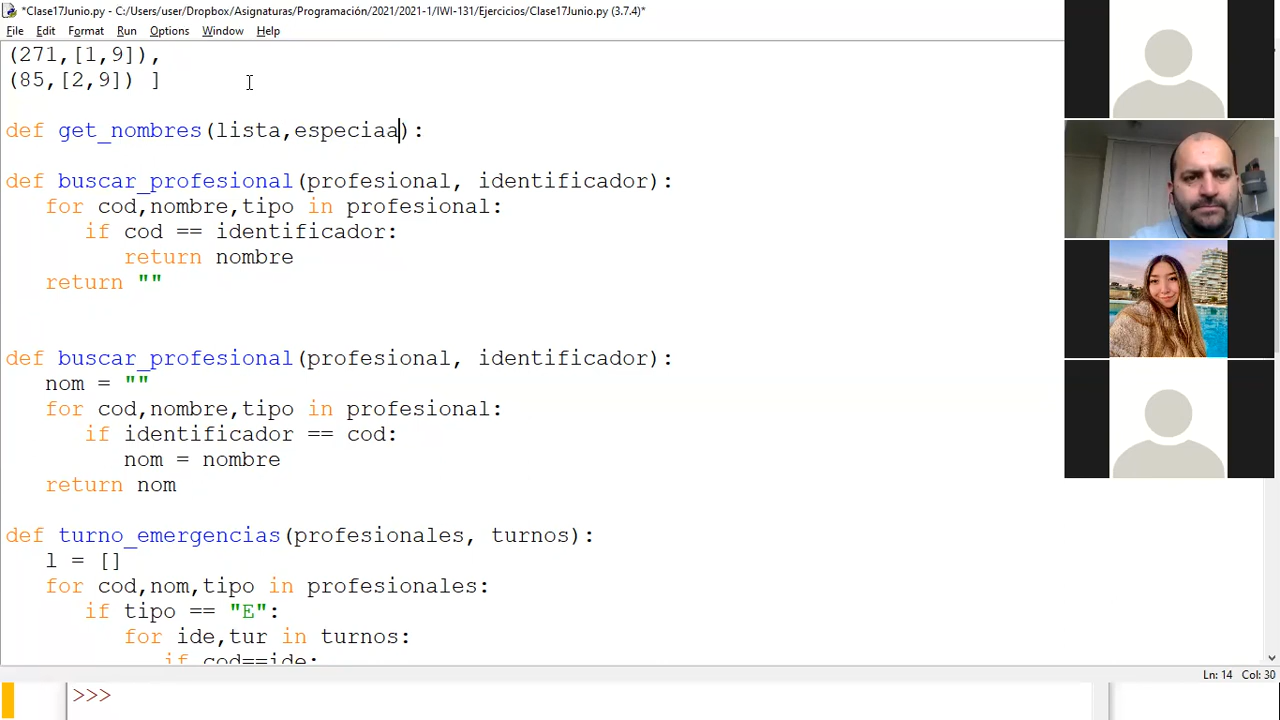 *Clase17Junio.py - C:/Users/user/Dropbox/Asignaturas/Programación/2021/2021-1/IWI-131/Ejercicios/Clase17Junio.py (3.7.4)*
File Edit Format Run Options Window Help
(271,[1,9]),
(85,[2,9]) ]
def get_nombres(lista,especiaa):
def buscar_profesional(profesional, identificador):
for cod,nombre,tipo in profesional:
if cod == identificador:
return nombre
return ""
def buscar_profesional(profesional, identificador):
nom = ""
for cod,nombre,tipo in profesional:
if identificador == cod:
nom = nombre
return nom
def turno_emergencias(profesionales, turnos):
l = []
for cod,nom,tipo in profesionales:
if tipo == "E":
for ide,tur in turnos:
if cod==ide:
Ln: 14 Col: 30
>>>